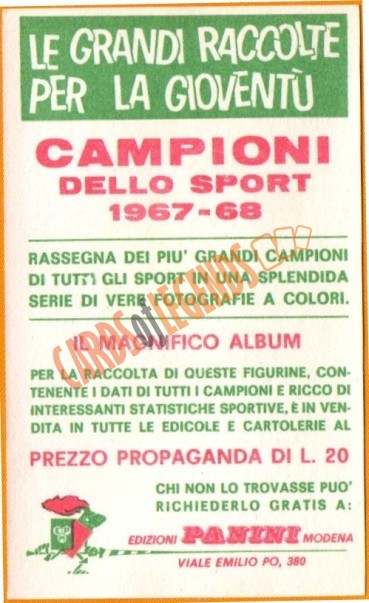 LE GRANDI RACCOLTE
PER LA GIOVENTÙ
CAMPIONI
DELLO SPORT
1967-68
RASSEGNA DEI PIU' GRANDI CAMPIONI
DI TUTTI GLI SPORT IN UNA SPLENDIDA
SERIE DI VERE FOTOGRAFIE A COLORI.
IL MAGNIFICO ALBUM
PER LA RACCOLTA DI QUESTE FIGURINE, CON-
TENENTE I DATI DI TUTTI I CAMPIONI E RICCO DI
INTERESSANTI STATISTICHE SPORTIVE, È IN VEN-
DITA IN TUTTE LE EDICOLE E CARTOLERIE AL
PREZZO PROPAGANDA DI L. 20
CHI NON LO TROVASSE PUO'
RICHIEDERLO GRATIS A:
EDIZIONI PANINI MODENA
VIALE EMILIO PO, 380
CARDS of LEGENDS